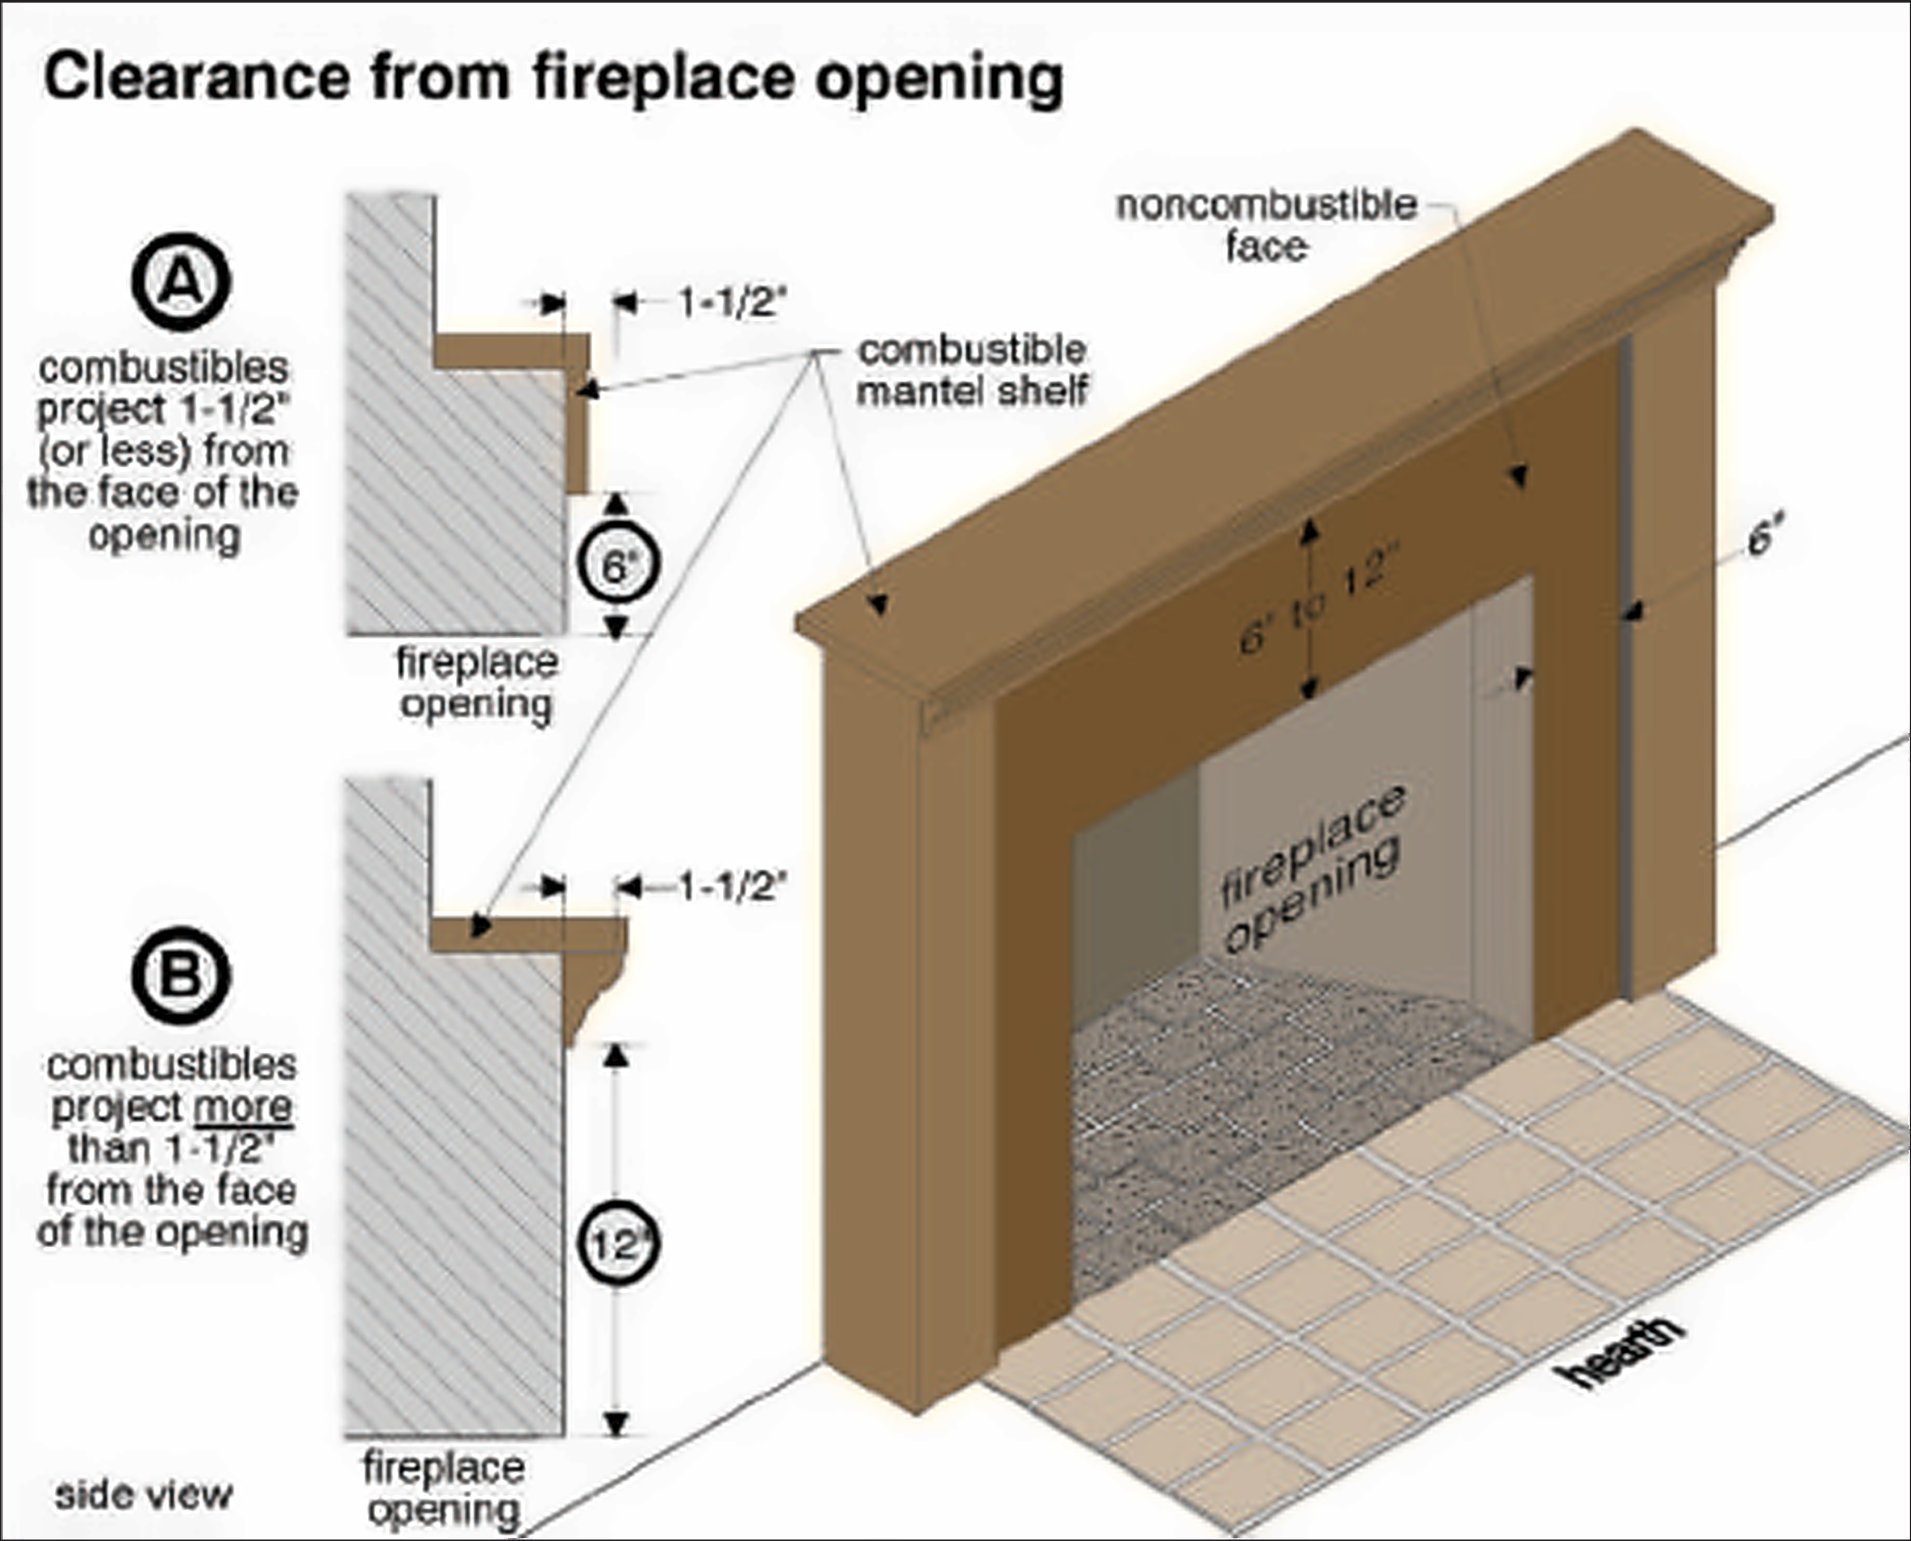 Clearance from fireplace opening
A
combustibles
project 1-1/2"
(or less) from
the face of the
opening
1-1/2"
combustible
mantel shelf
6"
fireplace
opening
B
combustibles
project more
than 1-1/2"
from the face
of the opening
1-1/2"
12"
fireplace
opening
side view
noncombustible
face
6" to 12"
6"
fireplace
opening
hearth